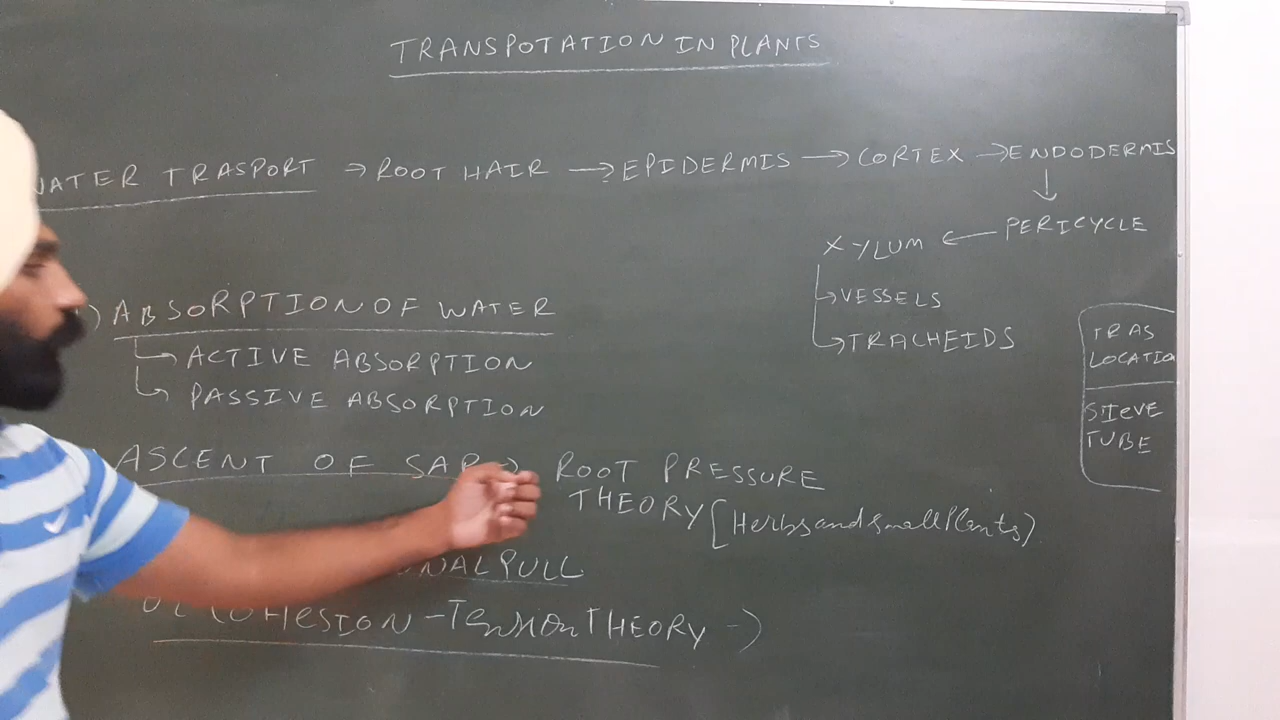 TRANSPOTATION IN PLANTS
WATER TRASPORT → ROOT HAIR → EPIDERMIS → CORTEX → ENDODERMIS
XYLUM ← PERICYCLE
VESSELS
TRACHEIDS
) ABSORPTION OF WATER
ACTIVE ABSORPTION
PASSIVE ABSORPTION
TRAS
LOCATION
SIEVE
TUBE
ASCENT OF SAP → ROOT PRESSURE
THEORY [Herbs and small Plants)
NAL PULL
COHESION - Tension THEORY →